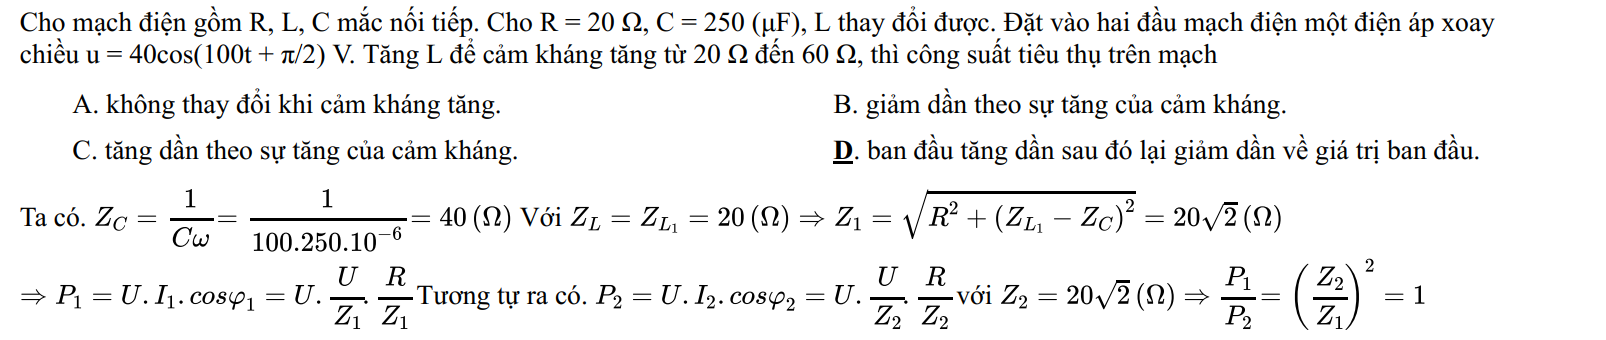 Cho mạch điện gồm R, L, C mắc nối tiếp. Cho R = 20 Ω, C = 250 (μF), L thay đổi được. Đặt vào hai đầu mạch điện một điện áp xoay
chiều u = 40cos(100t + π/2) V. Tăng L để cảm kháng tăng từ 20 Ω đến 60 Ω, thì công suất tiêu thụ trên mạch
A. không thay đổi khi cảm kháng tăng. B. giảm dần theo sự tăng của cảm kháng.
C. tăng dần theo sự tăng của cảm kháng. D. ban đầu tăng dần sau đó lại giảm dần về giá trị ban đầu.
Ta có. $Z_C = \frac{1}{C\omega} = \frac{1}{100.250.10^{-6}} = 40\,(\Omega)$ Với $Z_L = Z_{L_1} = 20\,(\Omega) \Rightarrow Z_1 = \sqrt{R^2 + (Z_{L_1} - Z_C)^2} = 20\sqrt{2}\,(\Omega)$
$\Rightarrow P_1 = U.I_1.cos\varphi_1 = U.\frac{U}{Z_1}.\frac{R}{Z_1}$ Tương tự ra có. $P_2 = U.I_2.cos\varphi_2 = U.\frac{U}{Z_2}.\frac{R}{Z_2}$ với $Z_2 = 20\sqrt{2}\,(\Omega) \Rightarrow \frac{P_1}{P_2} = \left(\frac{Z_2}{Z_1}\right)^2 = 1$